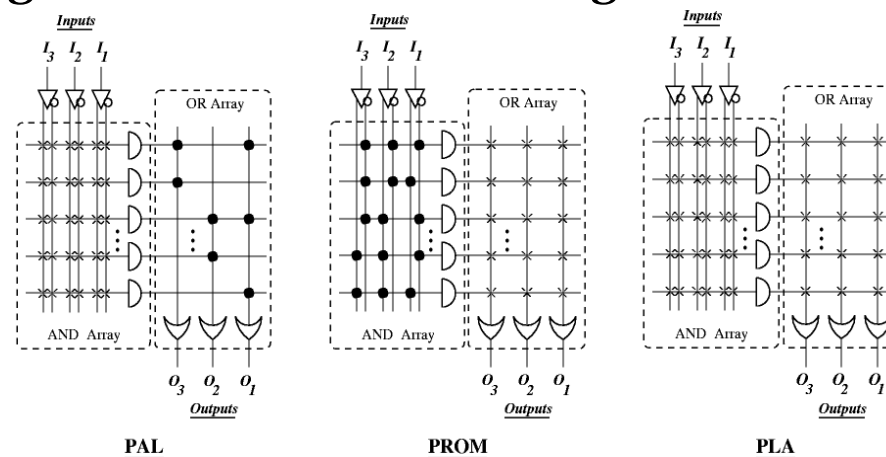 Inputs
I3 I2 I1
OR Array
AND Array
O3 O2 O1
Outputs
PAL
Inputs
I3 I2 I1
OR Array
AND Array
O3 O2 O1
Outputs
PROM
Inputs
I3 I2 I1
OR Array
AND Array
O3 O2 O1
Outputs
PLA